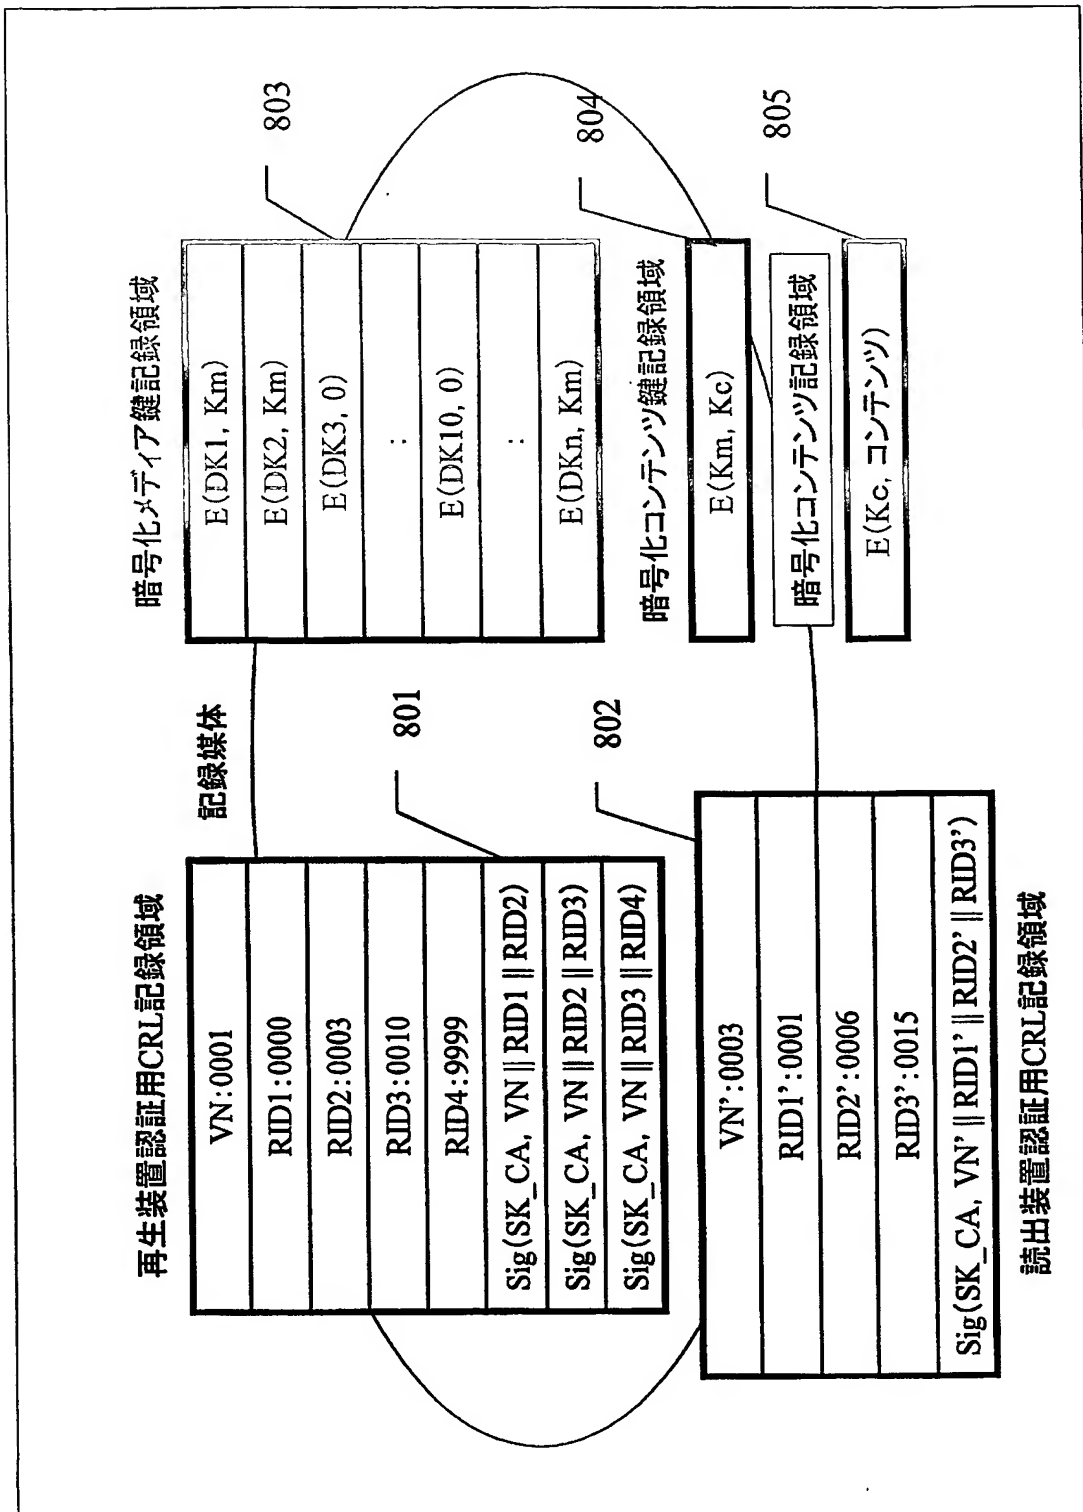 再生装置認証用CRL記録領域
VN:0001
RID1:0000
RID2:0003
RID3:0010
RID4:9999
Sig(SK_CA, VN || RID1 || RID2)
Sig(SK_CA, VN || RID2 || RID3)
Sig(SK_CA, VN || RID3 || RID4)
801
記録媒体
802
VN':0003
RID1':0001
RID2':0006
RID3':0015
Sig(SK_CA, VN' || RID1' || RID2' || RID3')
読出装置認証用CRL記録領域
暗号化メディア鍵記録領域
E(DK1, Km)
E(DK2, Km)
E(DK3, 0)
:
E(DK10, 0)
:
E(DKn, Km)
803
暗号化コンテンツ鍵記録領域
E(Km, Kc)
804
暗号化コンテンツ記録領域
E(Kc, コンテンツ)
805